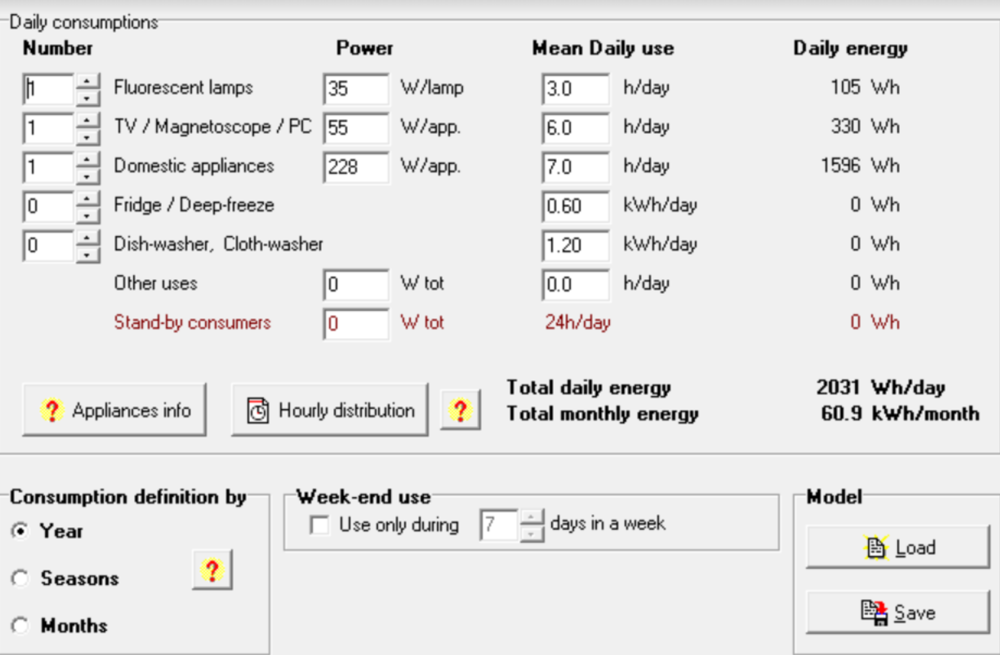 Daily consumptions
Number Power Mean Daily use Daily energy
1 Fluorescent lamps 35 W/lamp 3.0 h/day 105 Wh
1 TV / Magnetoscope / PC 55 W/app. 6.0 h/day 330 Wh
1 Domestic appliances 228 W/app. 7.0 h/day 1596 Wh
0 Fridge / Deep-freeze 0.60 kWh/day 0 Wh
0 Dish-washer, Cloth-washer 1.20 kWh/day 0 Wh
Other uses 0 W tot 0.0 h/day 0 Wh
Stand-by consumers 0 W tot 24h/day 0 Wh
Total daily energy 2031 Wh/day
? Appliances info Hourly distribution ? Total monthly energy 60.9 kWh/month
Consumption definition by
Year
Seasons
?
Months
Week-end use
Use only during 7 days in a week
Model
Load
Save